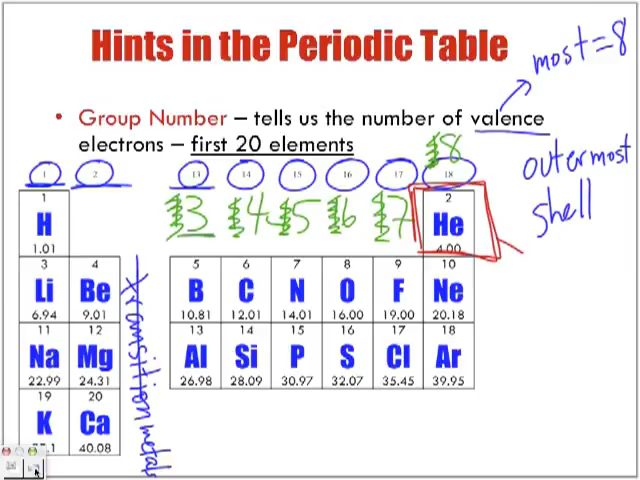 Hints in the Periodic Table
most = 8
• Group Number – tells us the number of valence
electrons – first 20 elements
18
8
outermost
shell
1 2 13 14 15 16 17
3 4 5 6 7
1 2
H He
1.01 4.00
3 4 5 6 7 8 9 10
Li Be B C N O F Ne
6.94 9.01 10.81 12.01 14.01 16.00 19.00 20.18
11 12 13 14 15 16 17 18
Na Mg Al Si P S Cl Ar
22.99 24.31 26.98 28.09 30.97 32.07 35.45 39.95
19 20
K Ca
40.08
transition metals